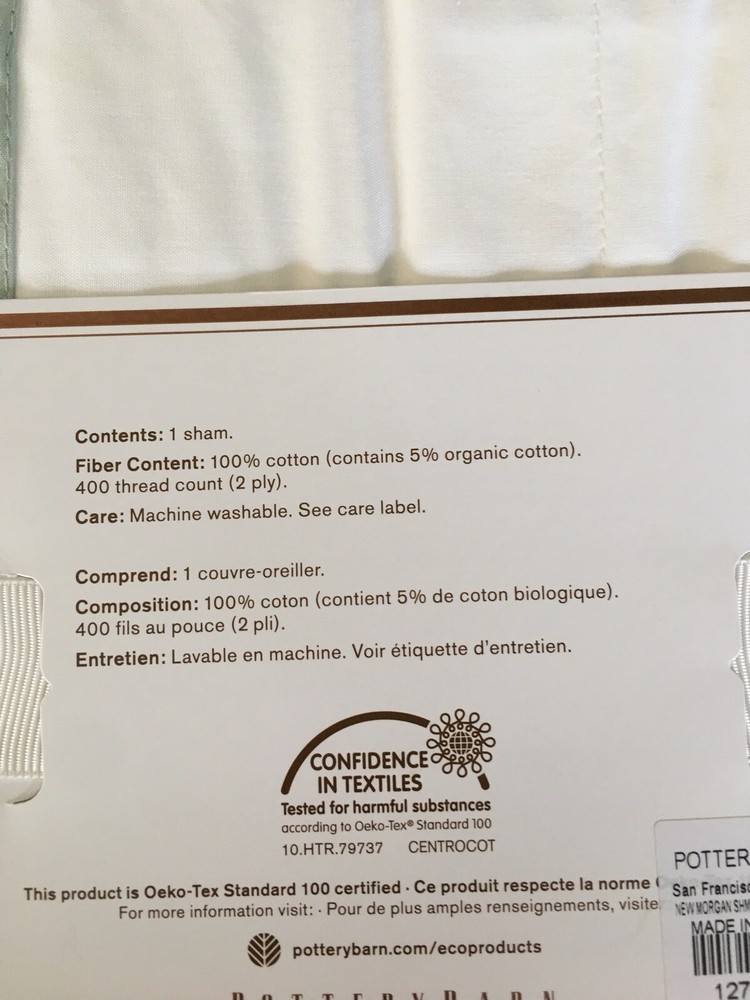 Contents: 1 sham.
Fiber Content: 100% cotton (contains 5% organic cotton).
400 thread count (2 ply).
Care: Machine washable. See care label.
Comprend: 1 couvre-oreiller.
Composition: 100% coton (contient 5% de coton biologique).
400 fils au pouce (2 pli).
Entretien: Lavable en machine. Voir étiquette d'entretien.
CONFIDENCE
IN TEXTILES
Tested for harmful substances
according to Oeko-Tex® Standard 100
10.HTR.79737 CENTROCOT
This product is Oeko-Tex Standard 100 certified · Ce produit respecte la norme
For more information visit: · Pour de plus amples renseignements, visite
potterybarn.com/ecoproducts
POTTERY BARN
POTTER
San Francisc
NEW MORGAN SHM
MADE IN
127